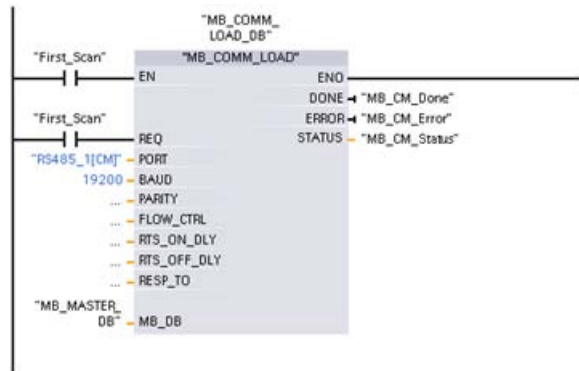 "MB_COMM_
LOAD_DB"
"First_Scan"
"MB_COMM_LOAD"
EN
ENO
DONE
"MB_CM_Done"
"First_Scan"
ERROR
"MB_CM_Error"
REQ
STATUS
"MB_CM_Status"
"RS485_1[CM]"
PORT
19200
BAUD
...
PARITY
...
FLOW_CTRL
...
RTS_ON_DLY
...
RTS_OFF_DLY
...
RESP_TO
"MB_MASTER_
DB"
MB_DB